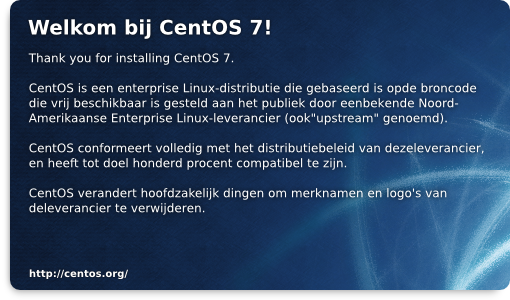 Welkom bij CentOS 7!
Thank you for installing CentOS 7.
CentOS is een enterprise Linux-distributie die gebaseerd is opde broncode
die vrij beschikbaar is gesteld aan het publiek door eenbekende Noord-
Amerikaanse Enterprise Linux-leverancier (ook"upstream" genoemd).
CentOS conformeert volledig met het distributiebeleid van dezeleverancier,
en heeft tot doel honderd procent compatibel te zijn.
CentOS verandert hoofdzakelijk dingen om merknamen en logo's van
deleverancier te verwijderen.
http://centos.org/